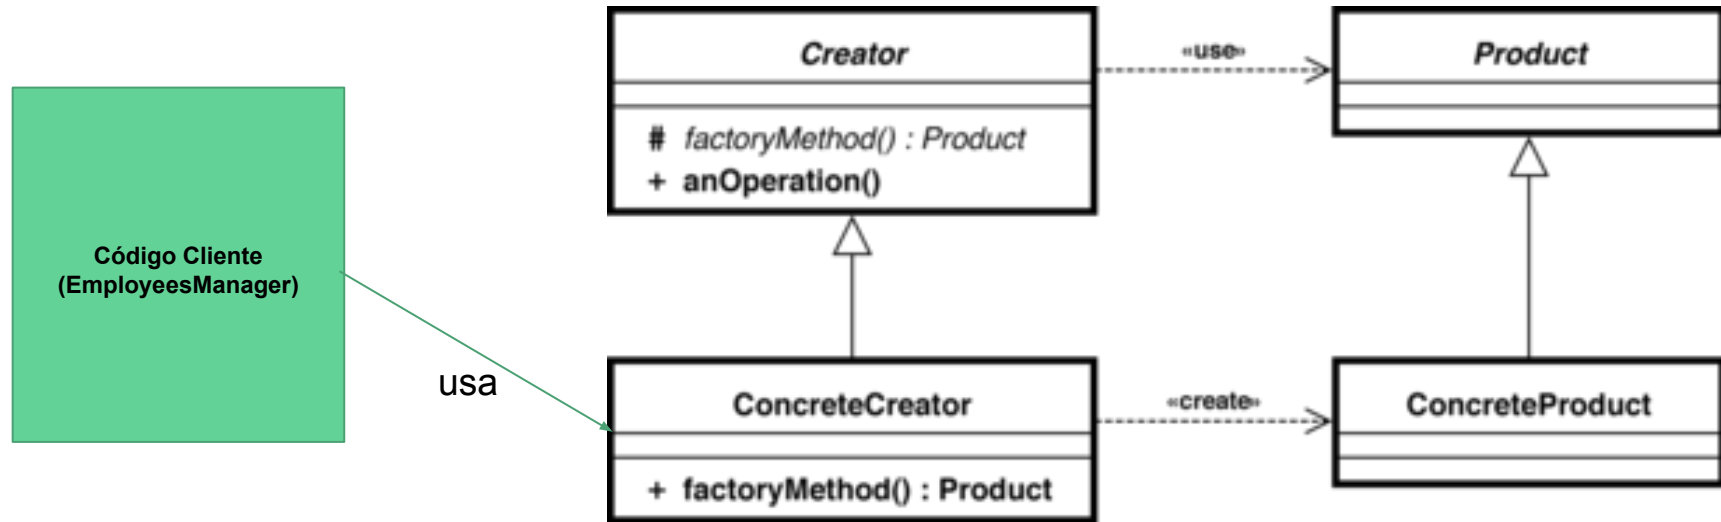 Código Cliente
(EmployeesManager)
usa
Creator
# factoryMethod() : Product
+ anOperation()
«use»
Product
ConcreteCreator
+ factoryMethod() : Product
«create»
ConcreteProduct